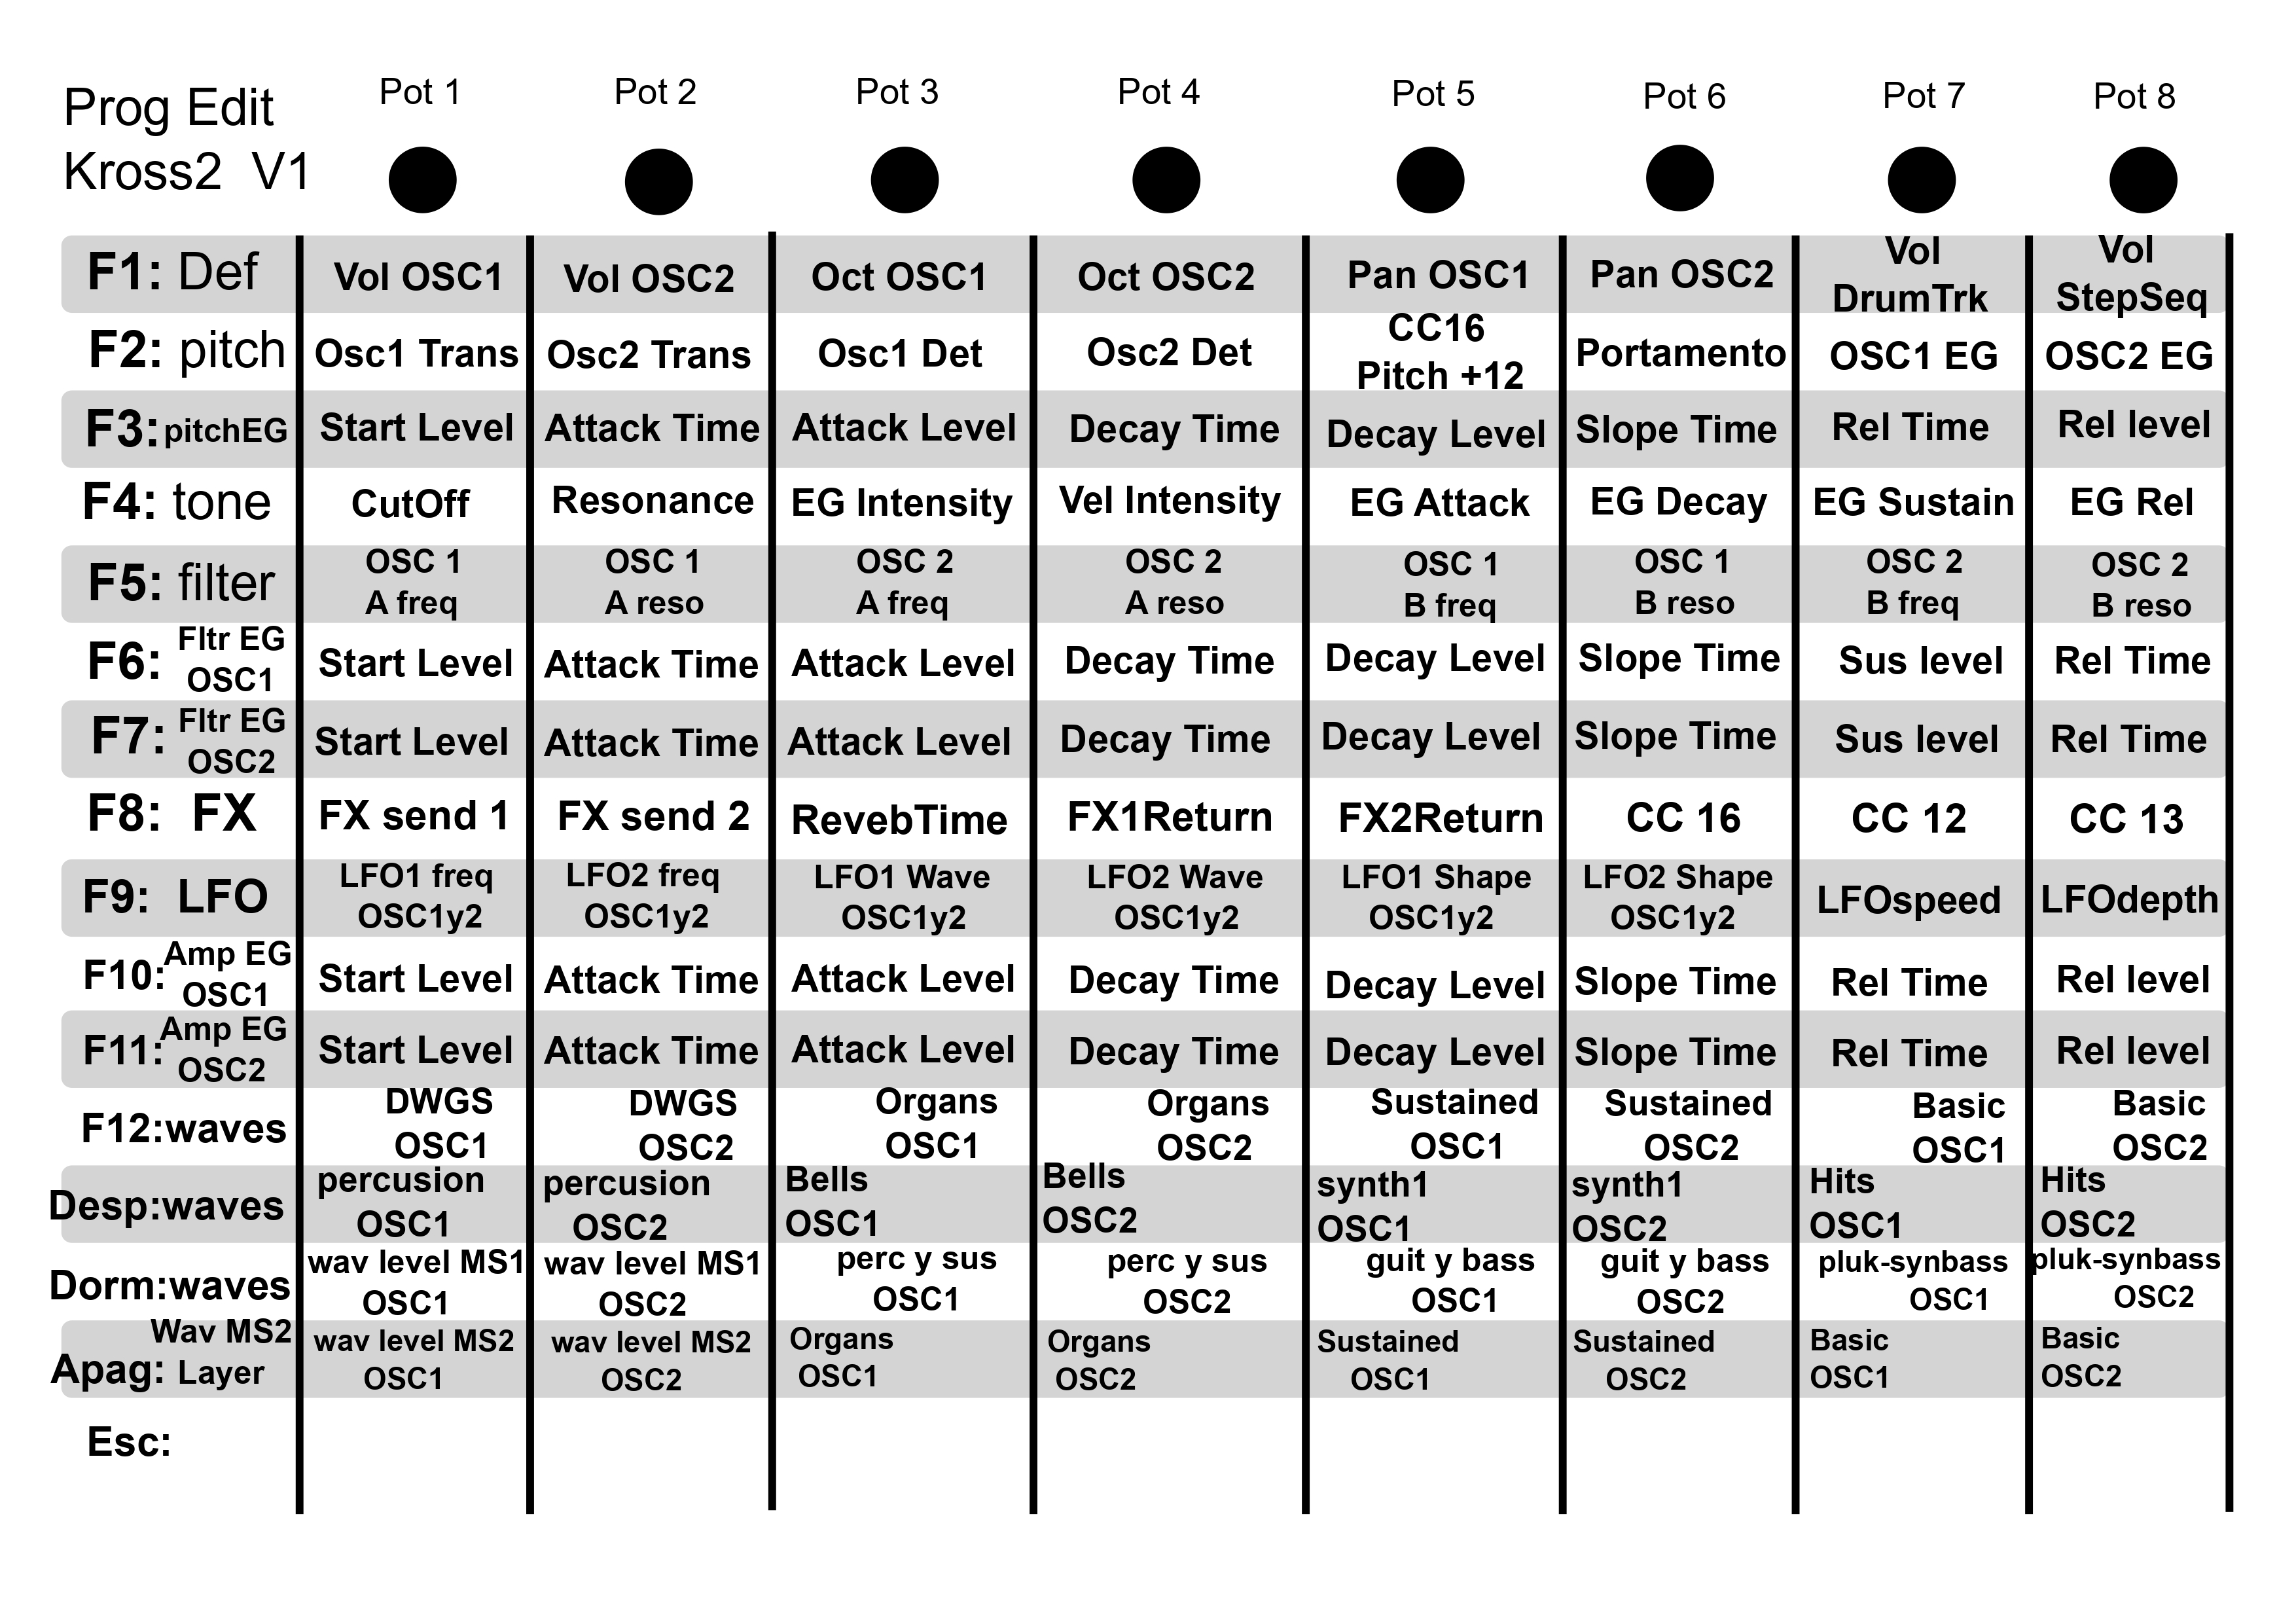 Prog Edit
Kross2 V1
Pot 1 Pot 2 Pot 3 Pot 4 Pot 5 Pot 6 Pot 7 Pot 8
F1: Def Vol OSC1 Vol OSC2 Oct OSC1 Oct OSC2 Pan OSC1 Pan OSC2 Vol DrumTrk Vol StepSeq
F2: pitch Osc1 Trans Osc2 Trans Osc1 Det Osc2 Det CC16 Pitch +12 Portamento OSC1 EG OSC2 EG
F3: pitchEG Start Level Attack Time Attack Level Decay Time Decay Level Slope Time Rel Time Rel level
F4: tone CutOff Resonance EG Intensity Vel Intensity EG Attack EG Decay EG Sustain EG Rel
F5: filter OSC 1 A freq OSC 1 A reso OSC 2 A freq OSC 2 A reso OSC 1 B freq OSC 1 B reso OSC 2 B freq OSC 2 B reso
F6: Fltr EG OSC1 Start Level Attack Time Attack Level Decay Time Decay Level Slope Time Sus level Rel Time
F7: Fltr EG OSC2 Start Level Attack Time Attack Level Decay Time Decay Level Slope Time Sus level Rel Time
F8: FX FX send 1 FX send 2 RevebTime FX1Return FX2Return CC 16 CC 12 CC 13
F9: LFO LFO1 freq OSC1y2 LFO2 freq OSC1y2 LFO1 Wave OSC1y2 LFO2 Wave OSC1y2 LFO1 Shape OSC1y2 LFO2 Shape OSC1y2 LFOspeed LFOdepth
F10: Amp EG OSC1 Start Level Attack Time Attack Level Decay Time Decay Level Slope Time Rel Time Rel level
F11: Amp EG OSC2 Start Level Attack Time Attack Level Decay Time Decay Level Slope Time Rel Time Rel level
F12:waves DWGS OSC1 DWGS OSC2 Organs OSC1 Organs OSC2 Sustained OSC1 Sustained OSC2 Basic OSC1 Basic OSC2
Desp:waves percusion OSC1 percusion OSC2 Bells OSC1 Bells OSC2 synth1 OSC1 synth1 OSC2 Hits OSC1 Hits OSC2
Dorm:waves wav level MS1 OSC1 wav level MS1 OSC2 perc y sus OSC1 perc y sus OSC2 guit y bass OSC1 guit y bass OSC2 pluk-synbass OSC1 pluk-synbass OSC2
Apag: Wav MS2 Layer wav level MS2 OSC1 wav level MS2 OSC2 Organs OSC1 Organs OSC2 Sustained OSC1 Sustained OSC2 Basic OSC1 Basic OSC2
Esc: